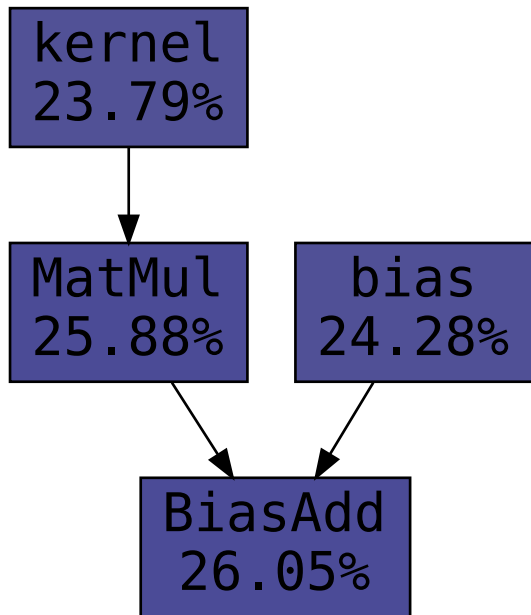 kernel
23.79%
MatMul
25.88%
bias
24.28%
BiasAdd
26.05%